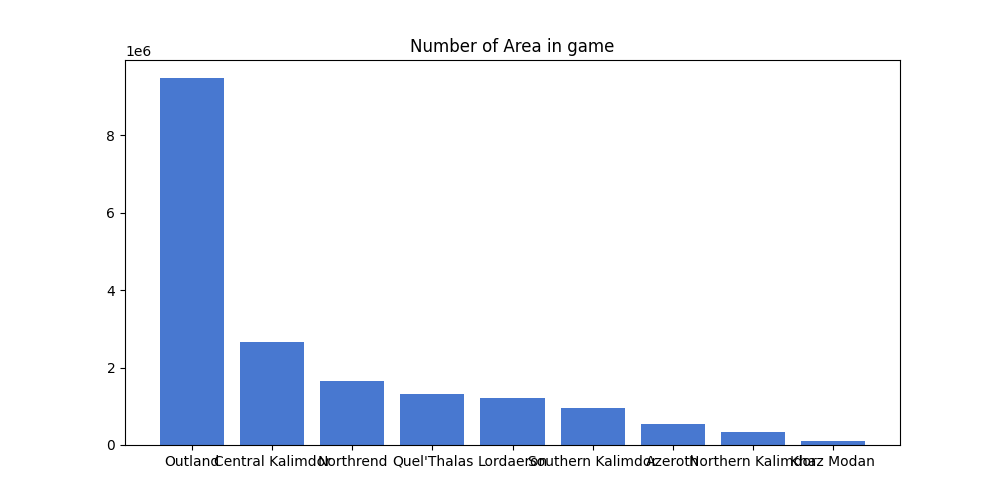 Number of Area in game
1e6
8
6
4
2
0
Outland Central Kalimdor Northrend Quel'Thalas Lordaeron Southern Kalimdor Azeroth Northern Kalimdor Khaz Modan